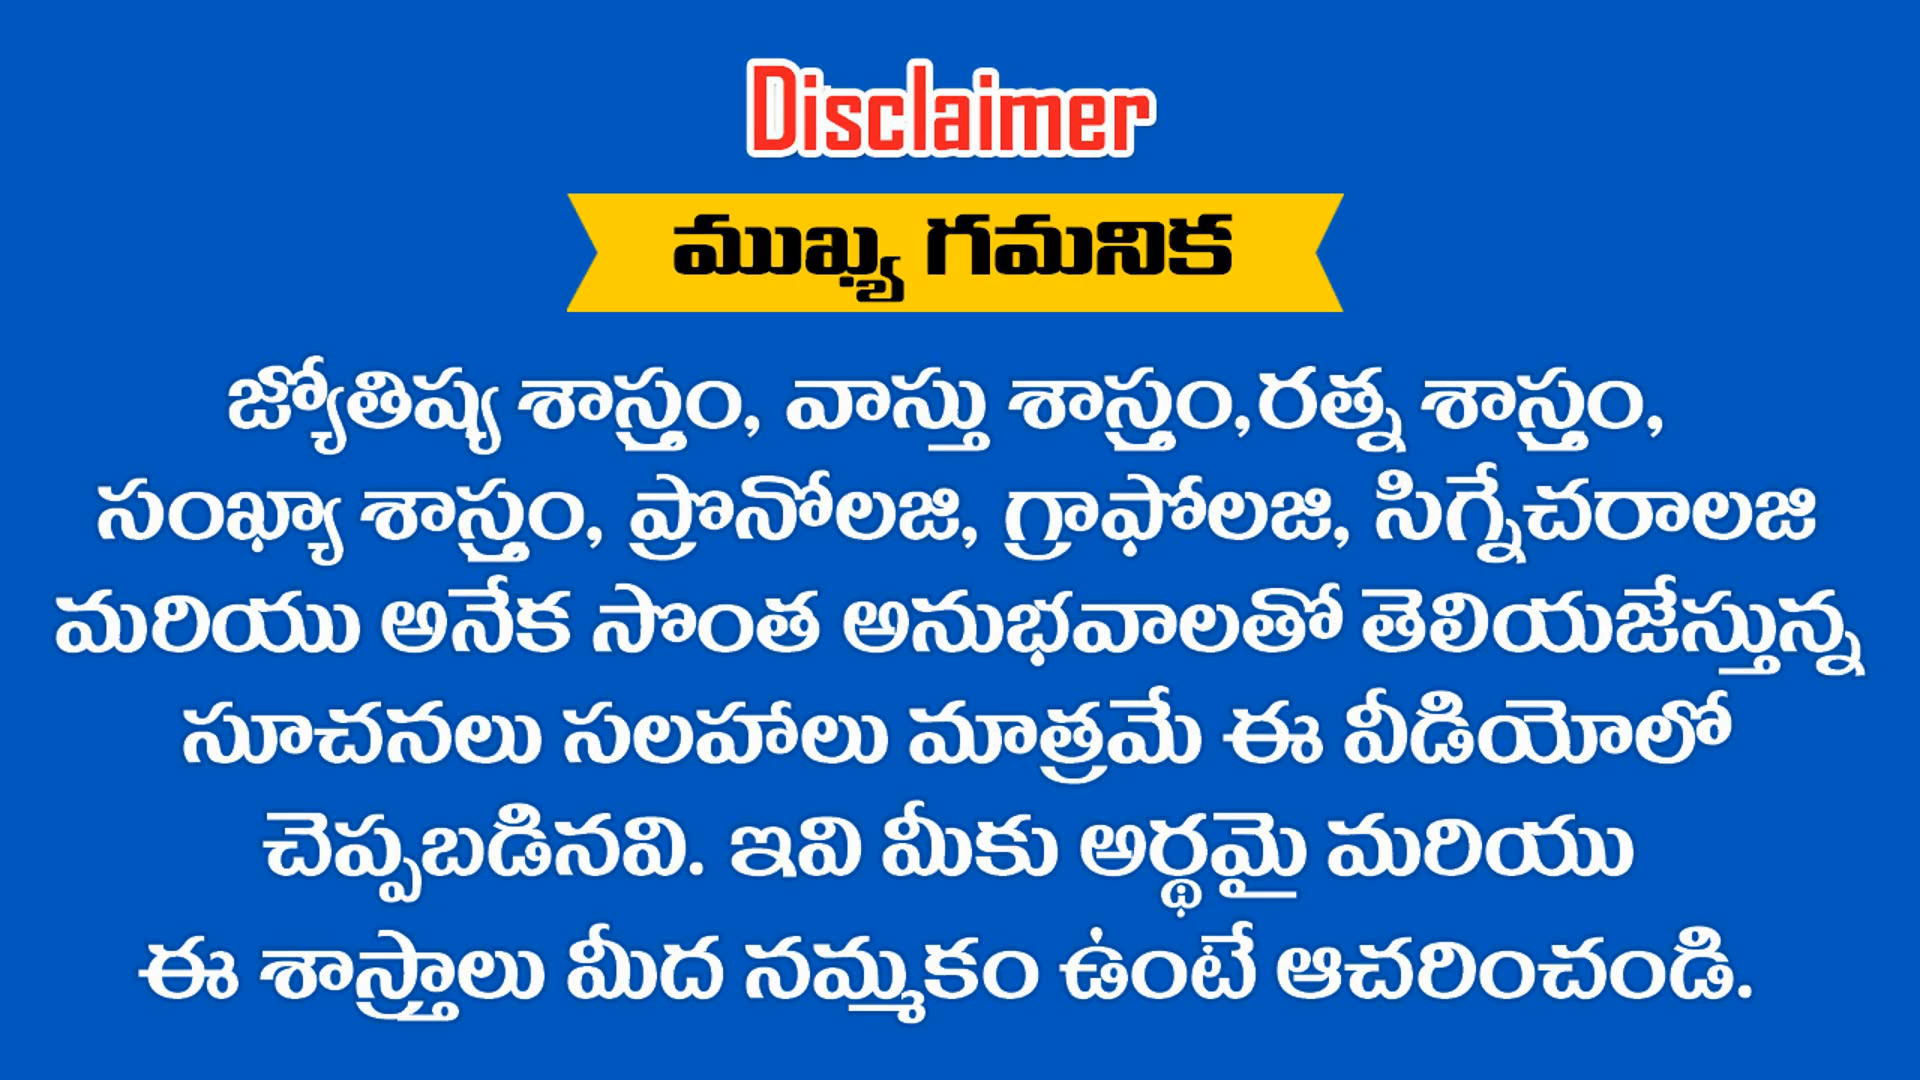 Disclaimer
ముఖ్య గమనిక
జ్యోతిష్య శాస్త్రం, వాస్తు శాస్త్రం,రత్న శాస్త్రం,
సంఖ్యా శాస్త్రం, ప్రొనోలజి, గ్రాఫోలజి, సిగ్నేచరాలజి
మరియు అనేక సొంత అనుభవాలతో తెలియజేస్తున్న
సూచనలు సలహాలు మాత్రమే ఈ వీడియోలో
చెప్పబడినవి. ఇవి మీకు అర్థమై మరియు
ఈ శాస్త్రాలు మీద నమ్మకం ఉంటే ఆచరించండి.